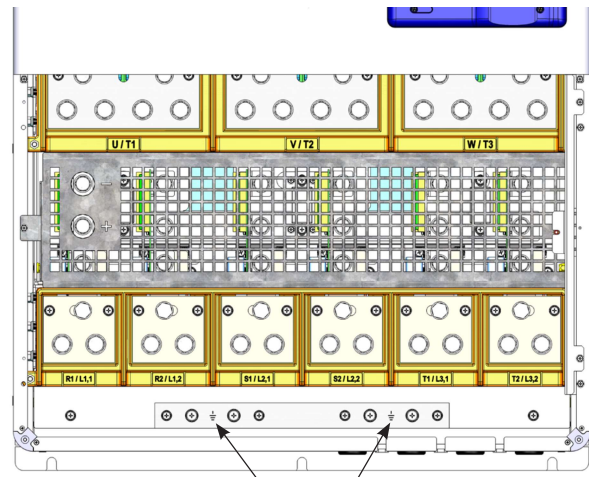 U / T1
V / T2
W / T3
−
+
R1 / L1,1
R2 / L1,2
S1 / L2,1
S2 / L2,2
T1 / L3,1
T2 / L3,2